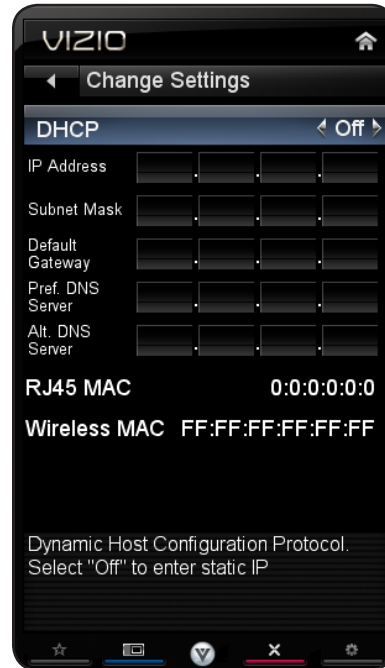 VIZIO
Change Settings
DHCP Off
IP Address . . .
Subnet Mask . . .
Default
Gateway . . .
Pref. DNS
Server . . .
Alt. DNS
Server . . .
RJ45 MAC 0:0:0:0:0:0
Wireless MAC FF:FF:FF:FF:FF:FF
Dynamic Host Configuration Protocol.
Select "Off" to enter static IP
V